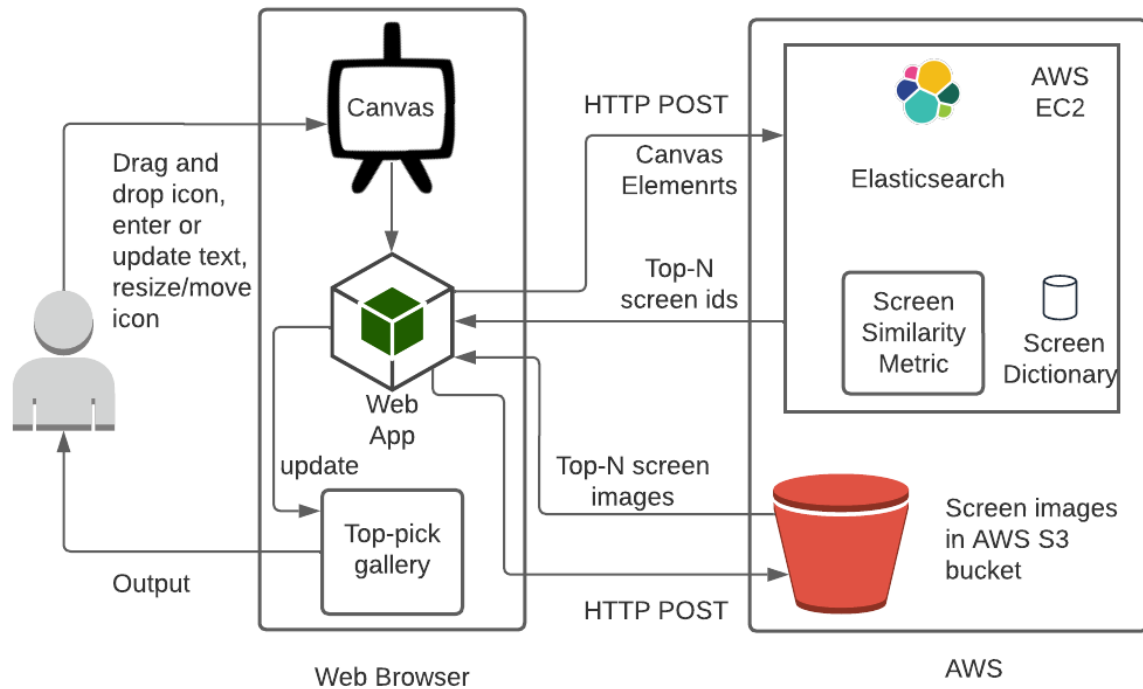 Canvas
Drag and
drop icon,
enter or
update text,
resize/move
icon
Web
App
update
Top-pick
gallery
Output
Web Browser
HTTP POST
Canvas
Elemenrts
Top-N
screen ids
Top-N screen
images
HTTP POST
AWS
EC2
Elasticsearch
Screen
Similarity
Metric
Screen
Dictionary
Screen images
in AWS S3
bucket
AWS